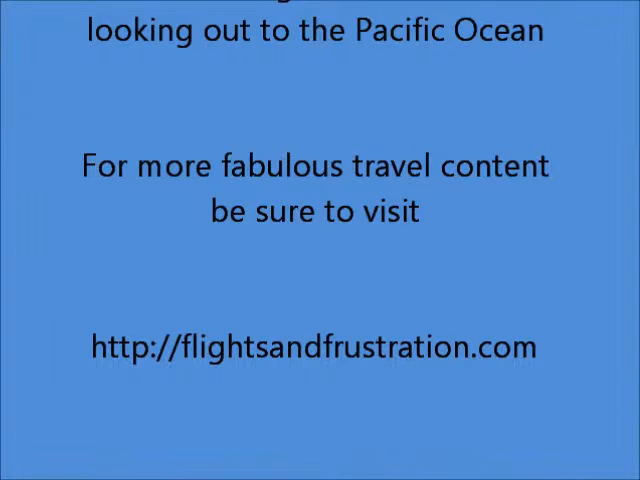 looking out to the Pacific Ocean
For more fabulous travel content
be sure to visit
http://flightsandfrustration.com